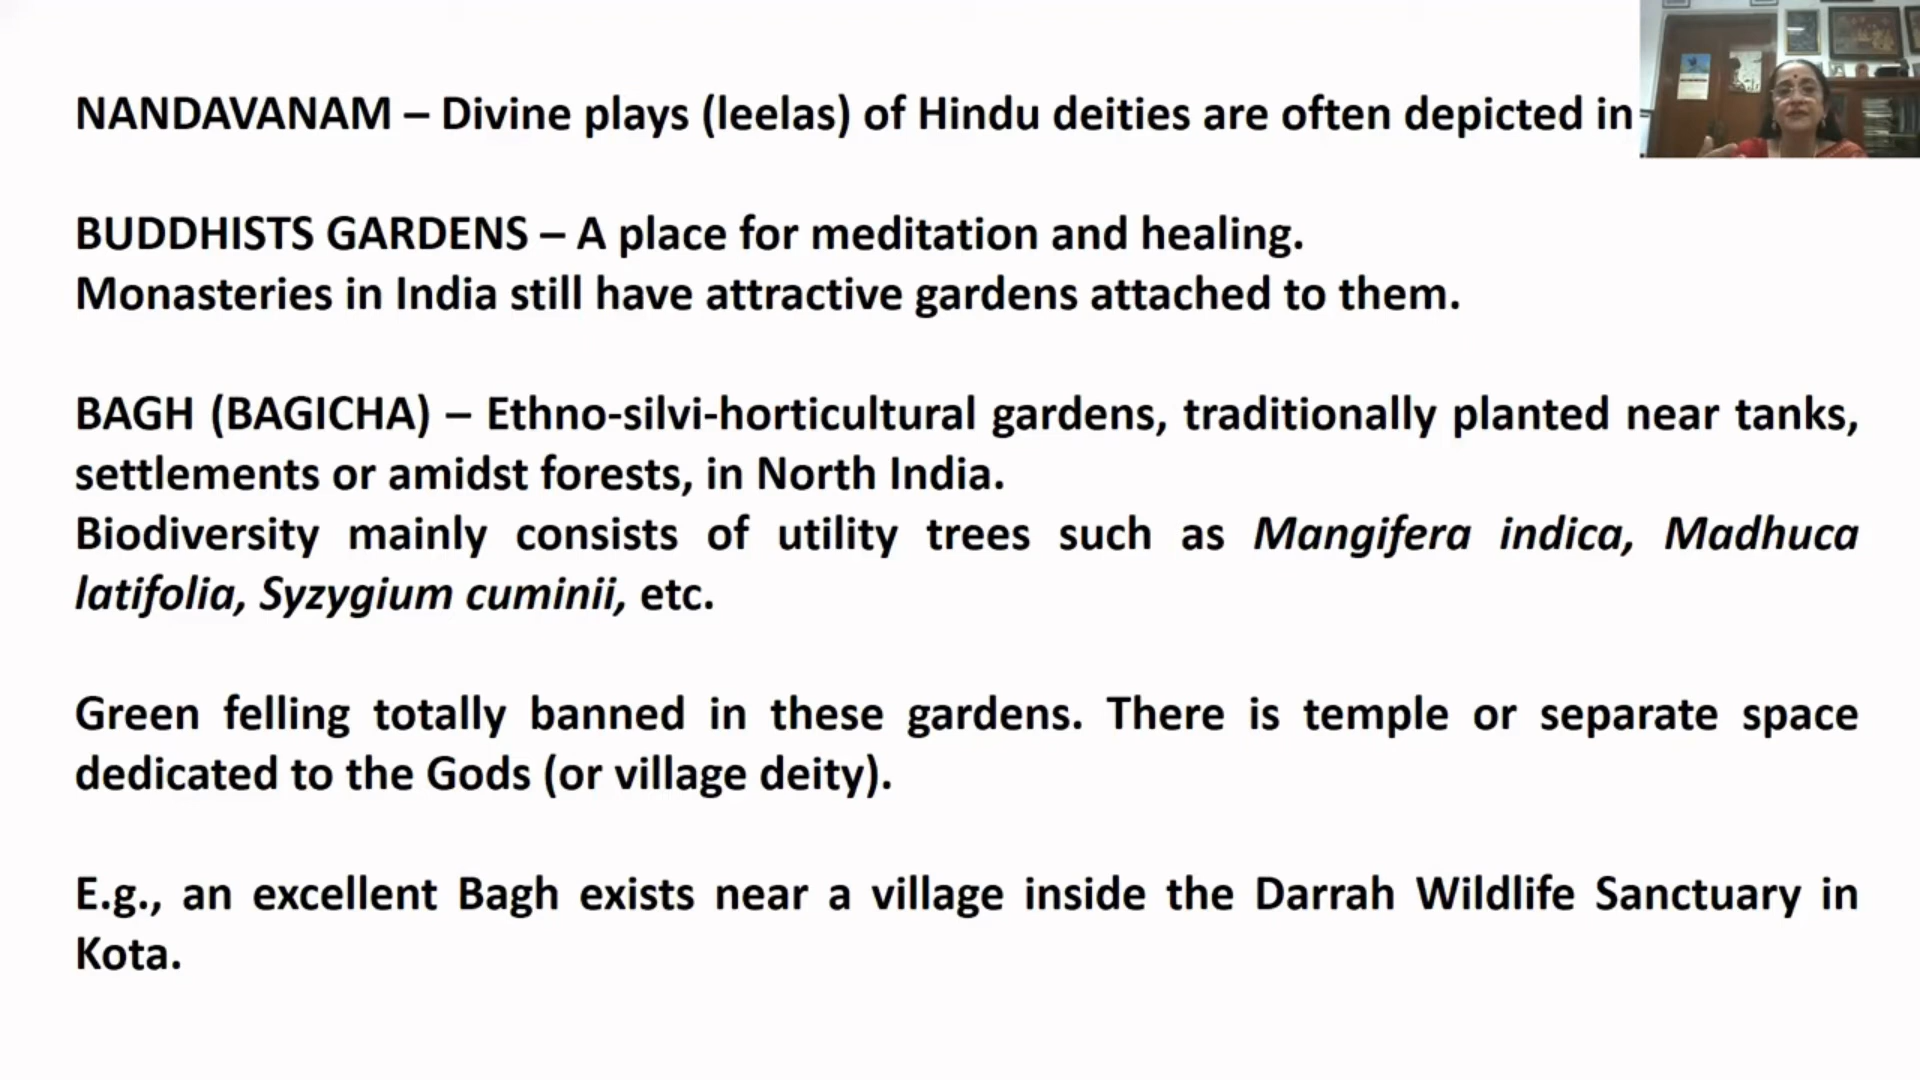 NANDAVANAM – Divine plays (leelas) of Hindu deities are often depicted in
BUDDHISTS GARDENS – A place for meditation and healing.
Monasteries in India still have attractive gardens attached to them.
BAGH (BAGICHA) – Ethno-silvi-horticultural gardens, traditionally planted near tanks,
settlements or amidst forests, in North India.
Biodiversity mainly consists of utility trees such as Mangifera indica, Madhuca
latifolia, Syzygium cuminii, etc.
Green felling totally banned in these gardens. There is temple or separate space
dedicated to the Gods (or village deity).
E.g., an excellent Bagh exists near a village inside the Darrah Wildlife Sanctuary in
Kota.